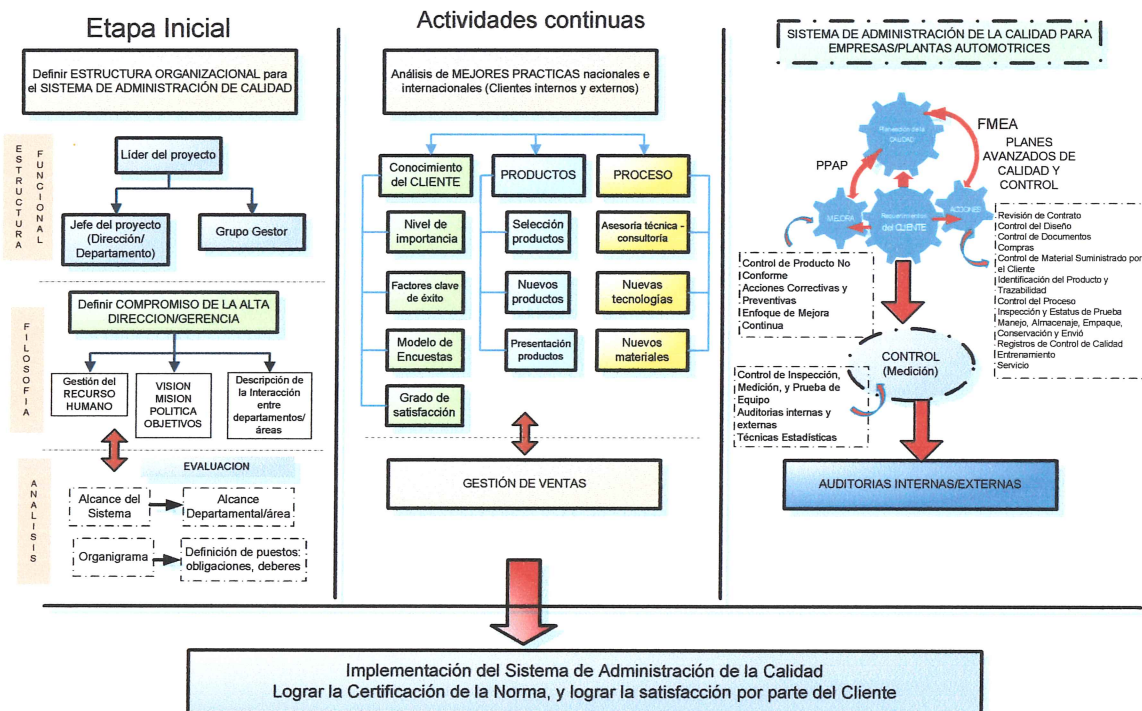 Etapa Inicial
Definir ESTRUCTURA ORGANIZACIONAL para
el SISTEMA DE ADMINISTRACIÓN DE CALIDAD
ESTRUCTURA
FUNCIONAL
Líder del proyecto
Jefe del proyecto
(Dirección/
Departamento)
Grupo Gestor
FILOSOFIA
Definir COMPROMISO DE LA ALTA
DIRECCION/GERENCIA
Gestión del
RECURSO
HUMANO
VISION
MISION
POLITICA
OBJETIVOS
Descripción de
la Interacción
entre
departamentos/
áreas
ANALISIS
EVALUACION
Alcance del
Sistema
Alcance
Departamental/área
Organigrama
Definición de puestos:
obligaciones, deberes
Actividades continuas
Análisis de MEJORES PRACTICAS nacionales e
internacionales (Clientes internos y externos)
Conocimiento
del CLIENTE
Nivel de
importancia
Factores clave
de éxito
Modelo de
Encuestas
Grado de
satisfacción
PRODUCTOS
Selección
productos
Nuevos
productos
Presentación
productos
PROCESO
Asesoría técnica -
consultoría
Nuevas
tecnologías
Nuevos
materiales
GESTIÓN DE VENTAS
SISTEMA DE ADMINISTRACIÓN DE LA CALIDAD PARA
EMPRESAS/PLANTAS AUTOMOTRICES
Planeación de la
CALIDAD
FMEA
PLANES
AVANZADOS DE
CALIDAD Y
CONTROL
PPAP
MEJORA
Requerimientos
del CLIENTE
ACCIONES
Control de Producto No
Conforme
Acciones Correctivas y
Preventivas
Enfoque de Mejora
Continua
Revisión de Contrato
Control del Diseño
Control de Documentos
Compras
Control de Material Suministrado por
el Cliente
Identificación del Producto y
Trazabilidad
Control del Proceso
Inspección y Estatus de Prueba
Manejo, Almacenaje, Empaque,
Conservación y Envió
Registros de Control de Calidad
Entrenamiento
Servicio
CONTROL
(Medición)
Control de Inspección,
Medición, y Prueba de
Equipo
Auditorias internas y
externas
Técnicas Estadísticas
AUDITORIAS INTERNAS/EXTERNAS
Implementación del Sistema de Administración de la Calidad
Lograr la Certificación de la Norma, y lograr la satisfacción por parte del Cliente